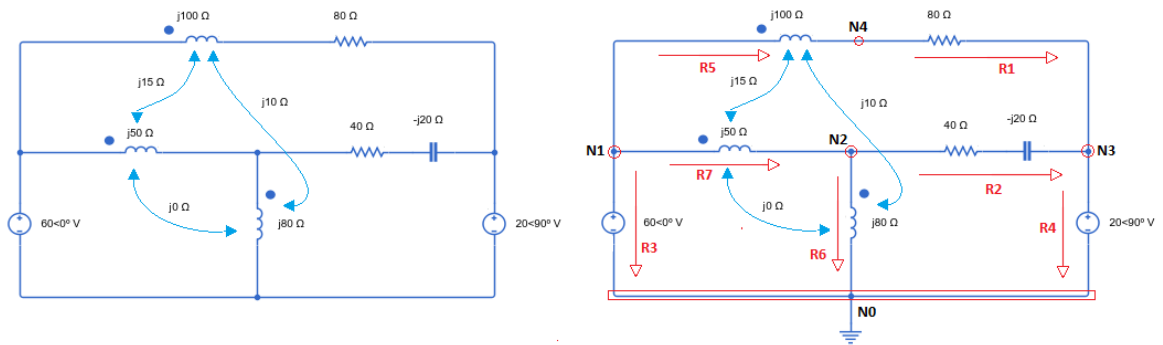 j100 Ω
80 Ω
j15 Ω
j10 Ω
j50 Ω
40 Ω
-j20 Ω
j0 Ω
j80 Ω
60<0º V
20<90º V
j100 Ω
N4
80 Ω
R5
R1
j15 Ω
j10 Ω
j50 Ω
N2
40 Ω
-j20 Ω
N1
N3
R7
R2
j0 Ω
j80 Ω
60<0º V
R3
R6
R4
20<90º V
N0